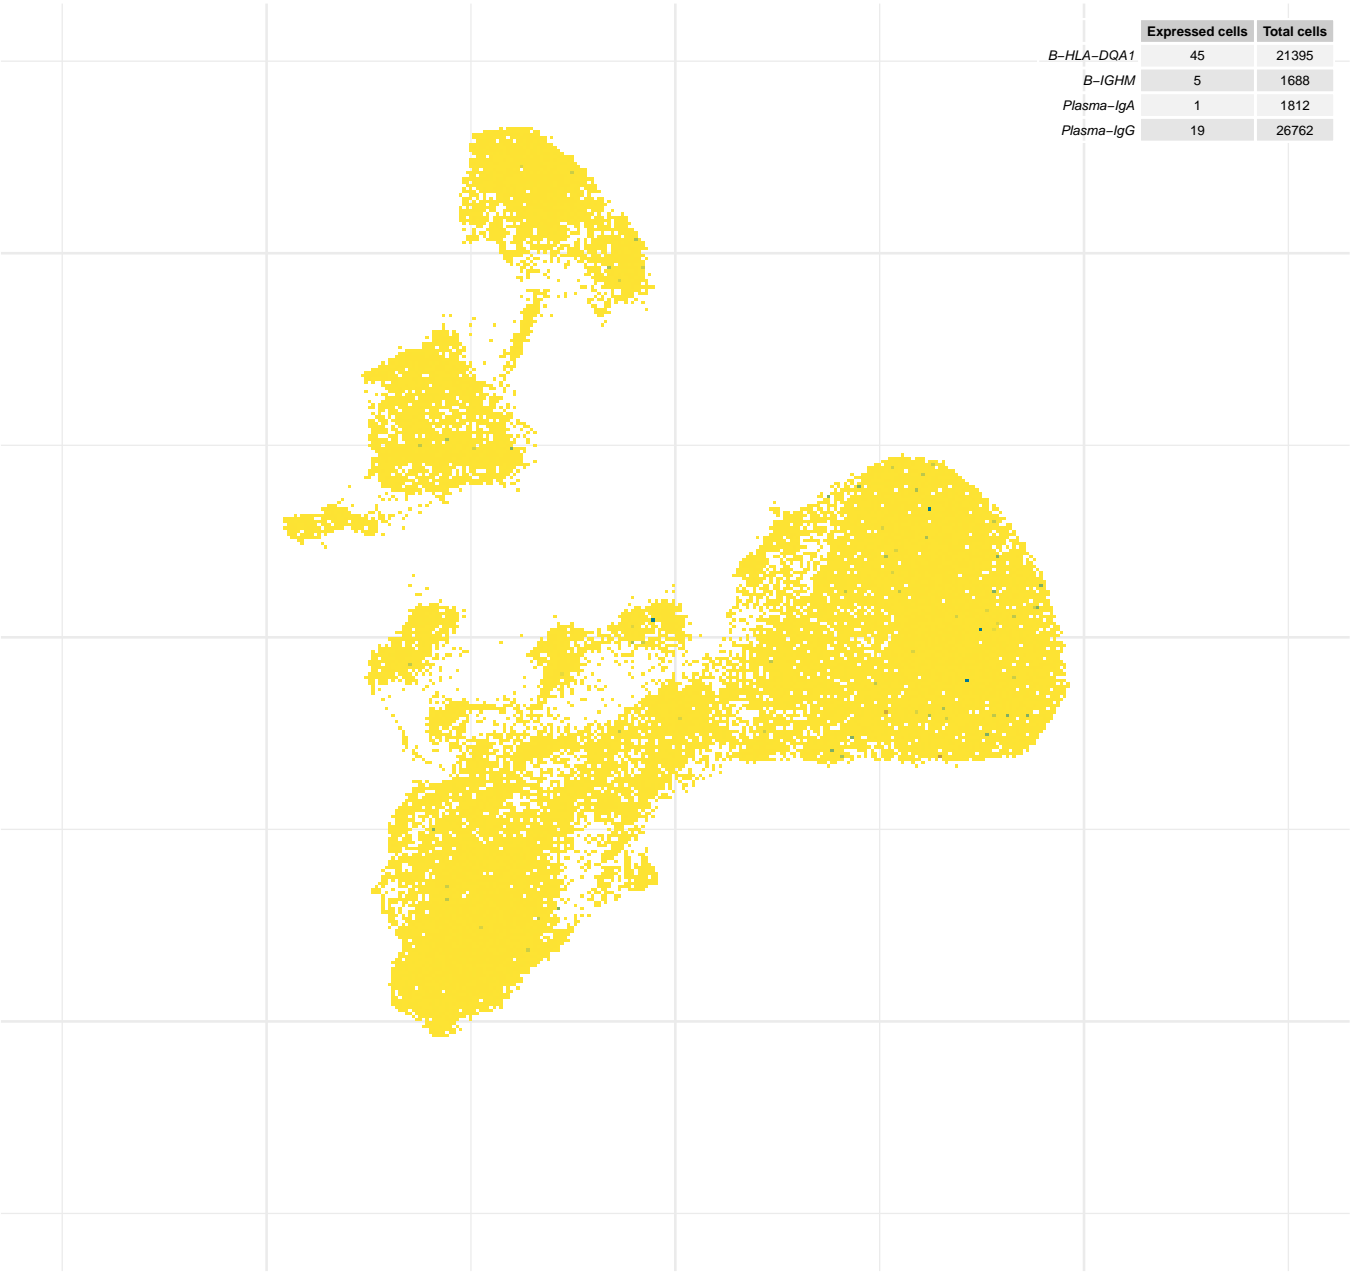 Expressed cells Total cells
B−HLA−DQA1 45 21395
B−IGHM 5 1688
Plasma−IgA 1 1812
Plasma−IgG 19 26762